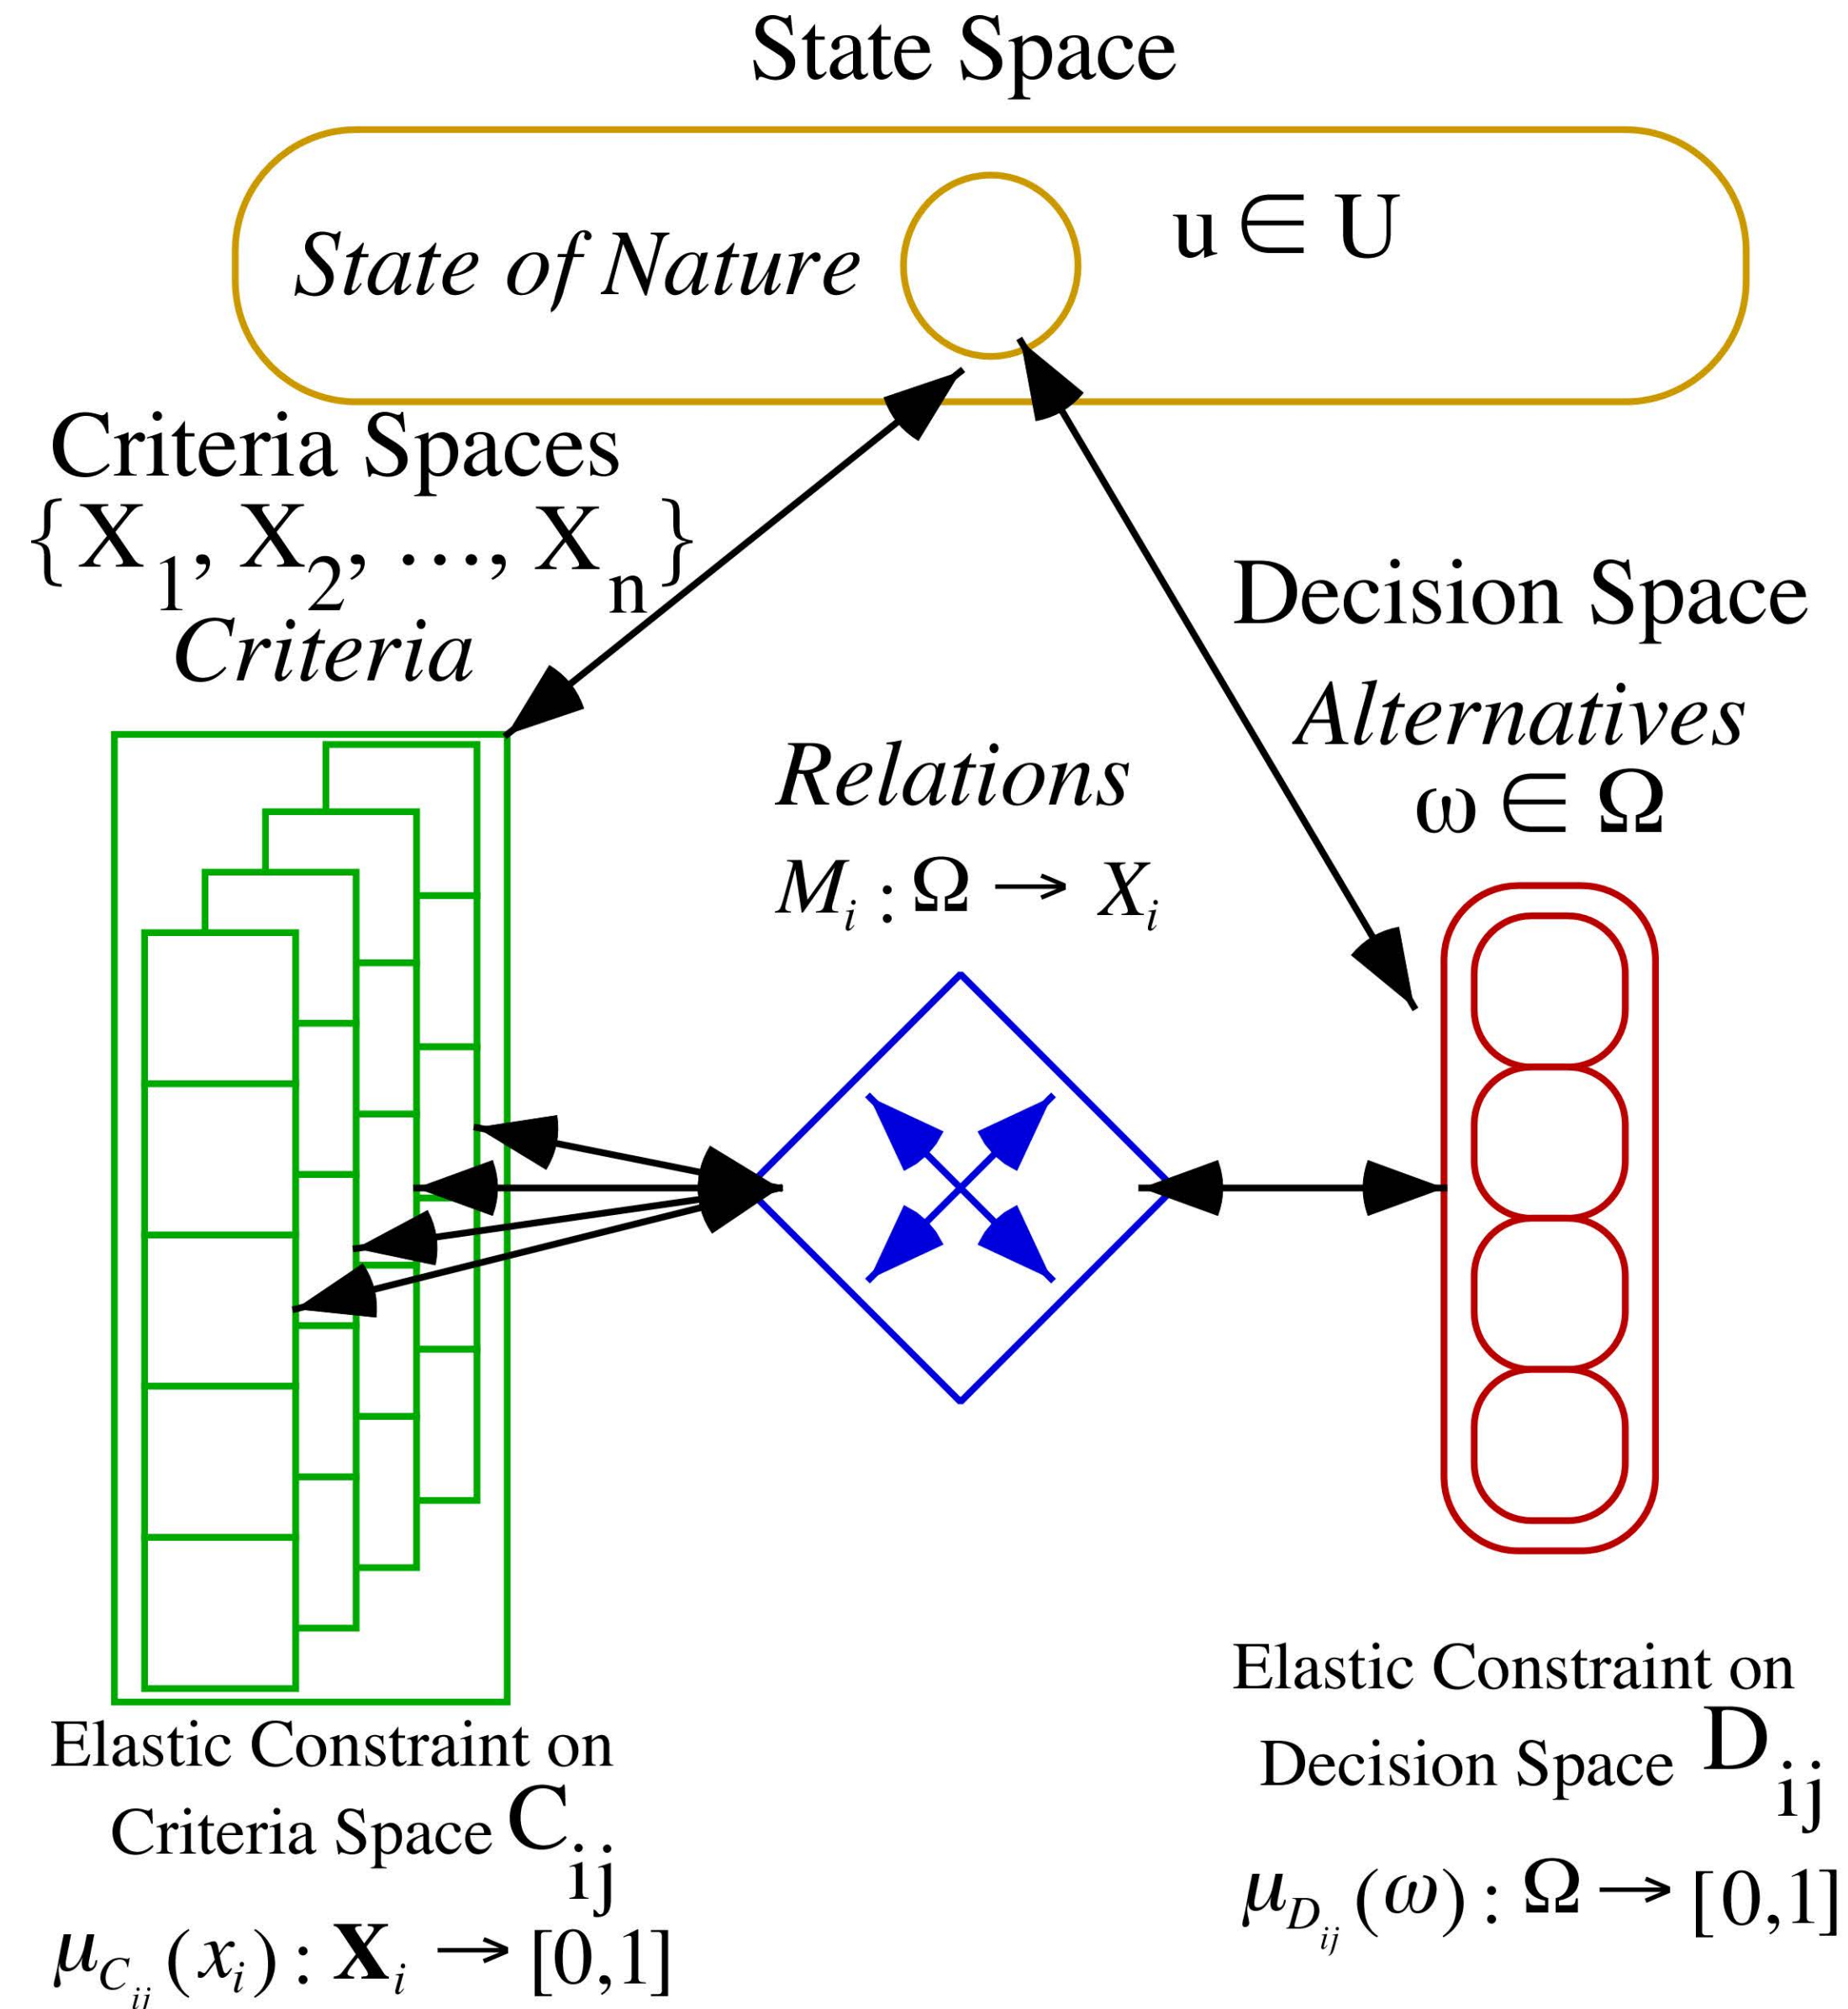 State Space
State of Nature
u ∈ U
Criteria Spaces
{ X1, X2, ..., Xn }
Criteria
Decision Space
Alternatives
ω ∈ Ω
Relations
Mi : Ω → Xi
Elastic Constraint on
Criteria Space Cij
μCij (xi) : Xi → [0,1]
Elastic Constraint on
Decision Space Dij
μDij (ω) : Ω → [0,1]